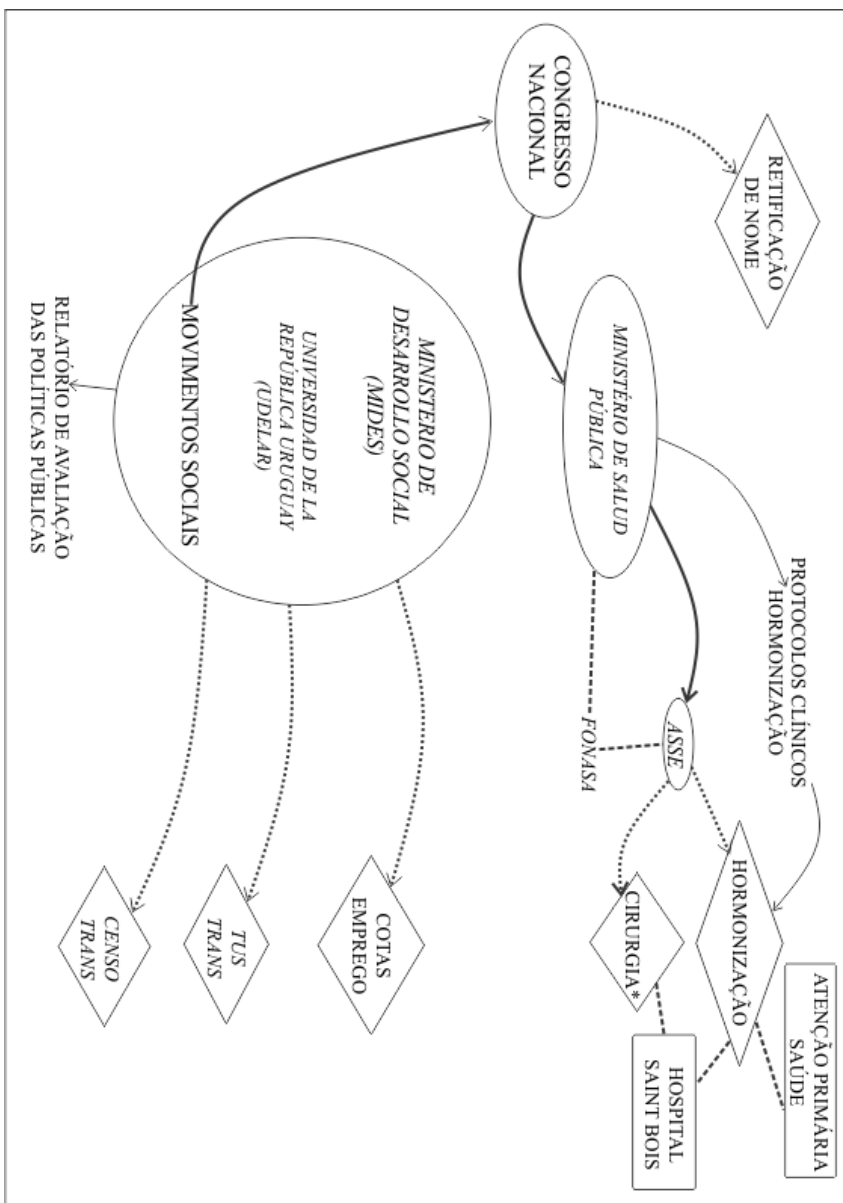 RETIFICAÇÃO
DE NOME
CONGRESSO
NACIONAL
MINISTÉRIO DE SALUD
PÚBLICA
PROTOCOLOS CLÍNICOS
HORMONIZAÇÃO
ASSE
FONASA
HORMONIZAÇÃO
CIRURGIA*
ATENÇÃO PRIMÁRIA
SAÚDE
HOSPITAL
SAINT BOIS
MINISTERIO DE
DESARROLLO SOCIAL
(MIDES)
UNIVERSIDAD DE LA
REPÚBLICA URUGUAY
(UDELAR)
MOVIMENTOS SOCIAIS
COTAS
EMPREGO
TUS
TRANS
CENSO
TRANS
RELATÓRIO DE AVALIAÇÃO
DAS POLÍTICAS PÚBLICAS